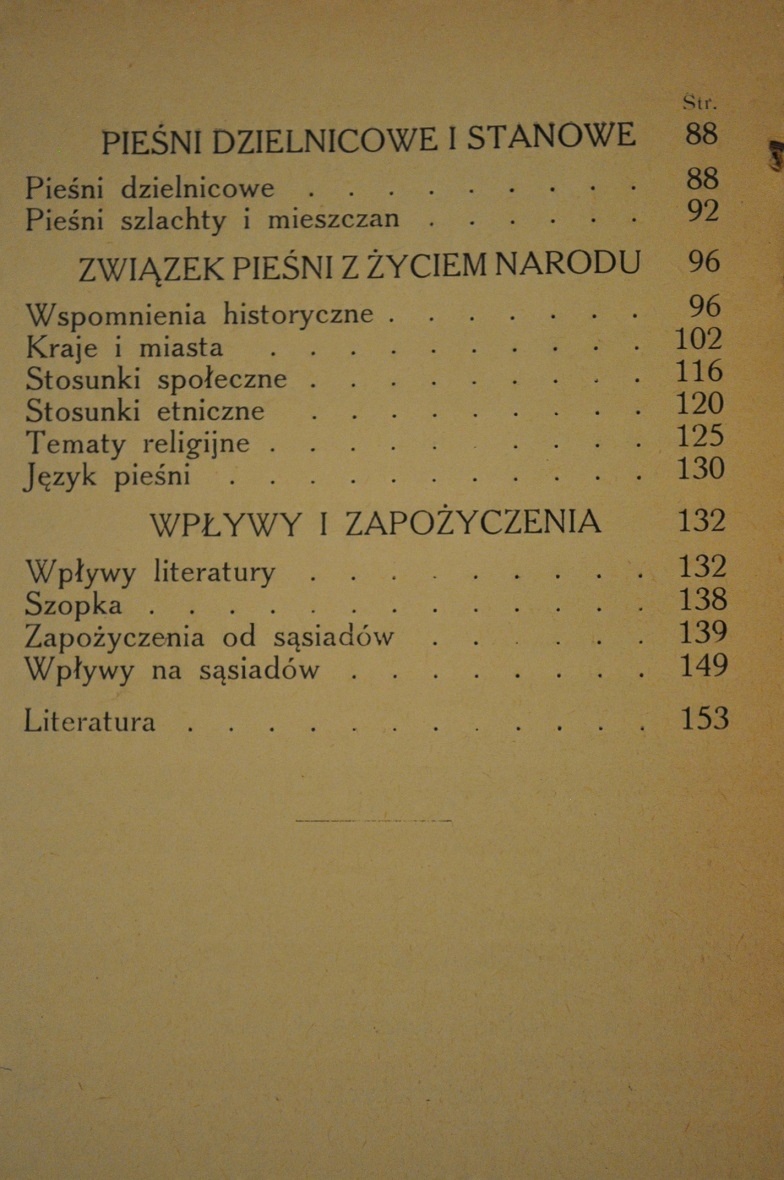 Str.
PIEŚNI DZIELNICOWE I STANOWE 88
Pieśni dzielnicowe . . . . . . . . . 88
Pieśni szlachty i mieszczan . . . . . . 92
ZWIĄZEK PIEŚNI Z ŻYCIEM NARODU 96
Wspomnienia historyczne . . . . . . . 96
Kraje i miasta . . . . . . . . . . 102
Stosunki społeczne . . . . . . . . . 116
Stosunki etniczne . . . . . . . . . 120
Tematy religijne . . . . . . . . . 125
Język pieśni . . . . . . . . . . . 130
WPŁYWY I ZAPOŻYCZENIA 132
Wpływy literatury . . . . . . . . . 132
Szopka . . . . . . . . . . . . . 138
Zapożyczenia od sąsiadów . . . . . . 139
Wpływy na sąsiadów . . . . . . . . 149
Literatura . . . . . . . . . . . . 153